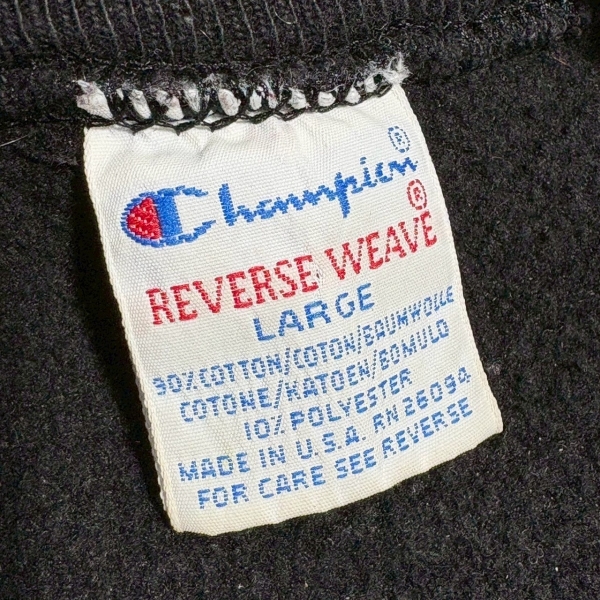 Champion®
REVERSE WEAVE®
LARGE
90% COTTON/COTON/BAUMWOLLE
COTONE/KATOEN/BOMULD
10% POLYESTER
MADE IN U.S.A. RN 26094
FOR CARE SEE REVERSE